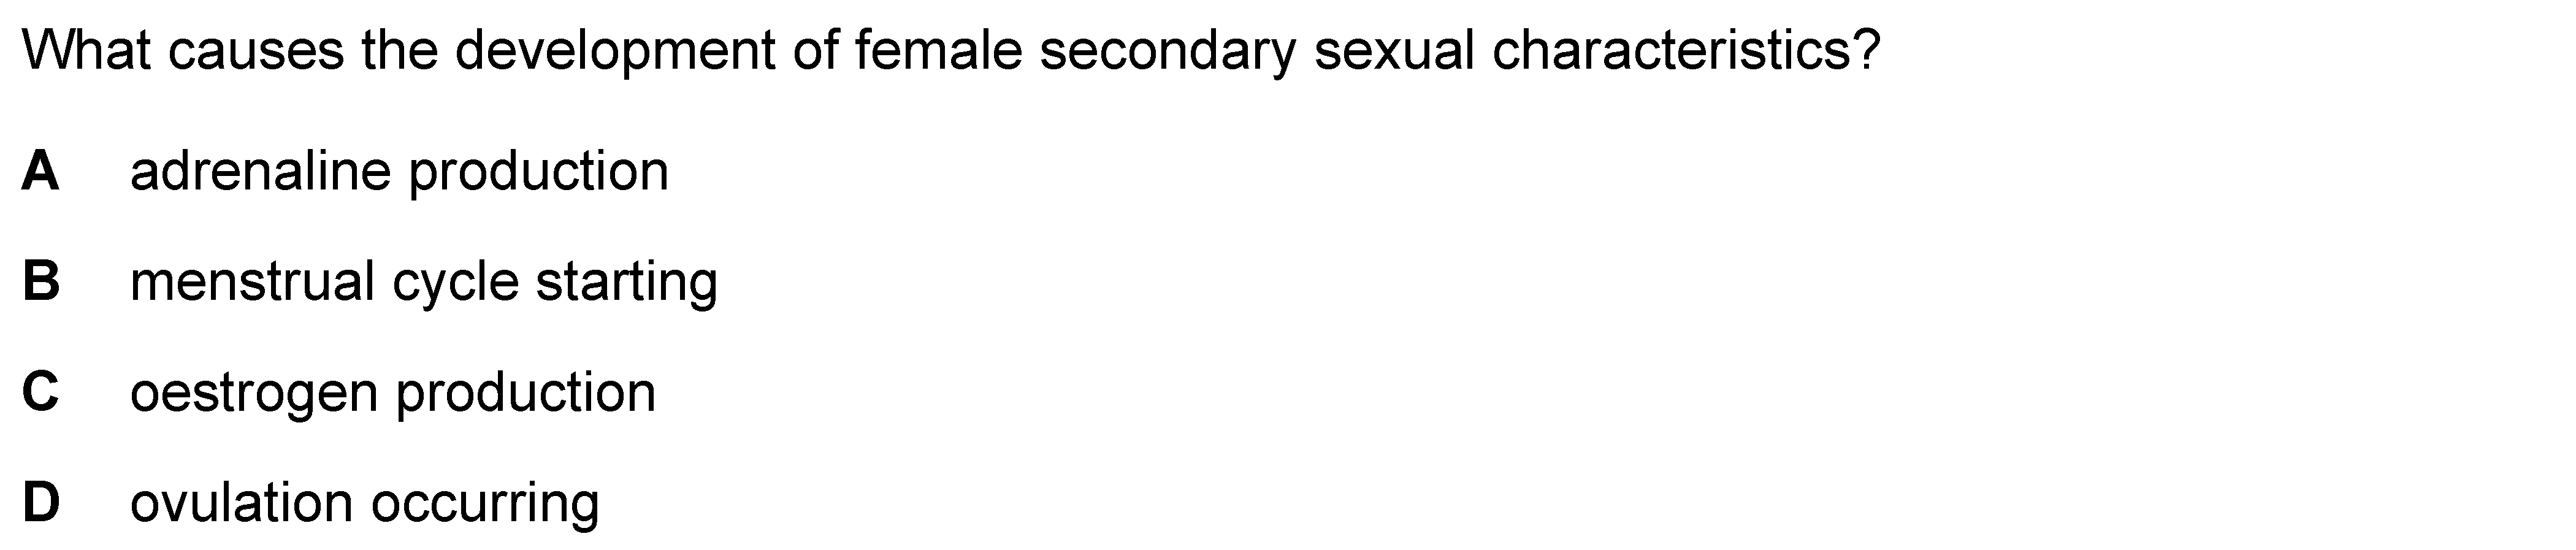 What causes the development of female secondary sexual characteristics?
A adrenaline production
B menstrual cycle starting
C oestrogen production
D ovulation occurring